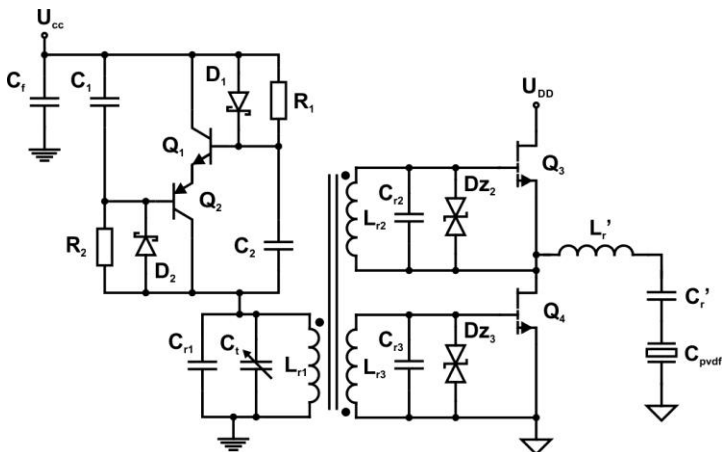 Ucc
Cf
C1
D1
R1
Q1
Q2
R2
D2
C2
Cr1
Ct
Lr1
Lr2
Cr2
Dz2
UDD
Q3
Lr'
Cr'
Cpvdf
Lr3
Cr3
Dz3
Q4